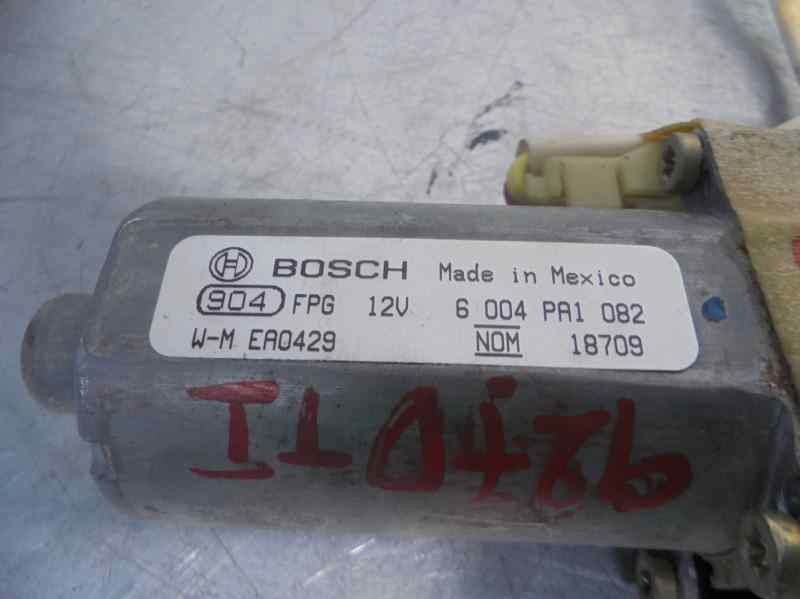 BOSCH Made in Mexico
904 FPG 12V 6 004 PA1 082
W-M EA0429 NOM 18709